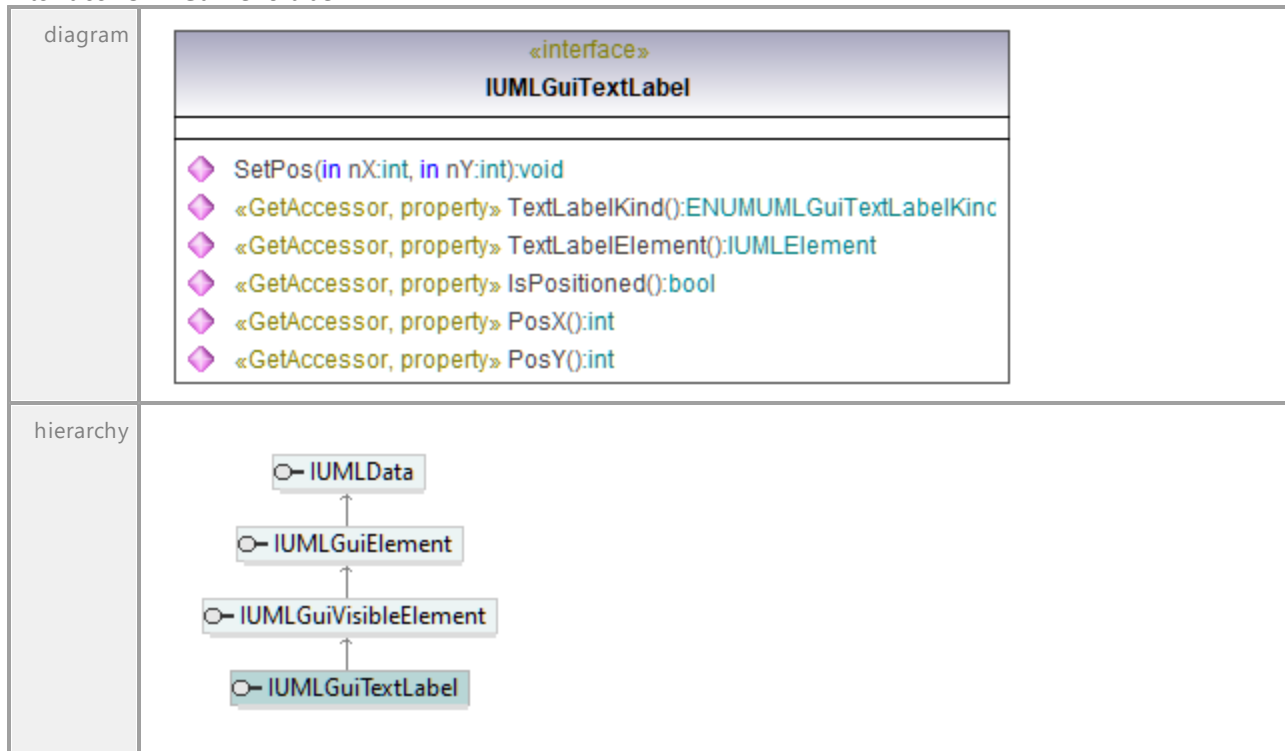 diagram
«interface»
IUMLGuiTextLabel
SetPos(in nX:int, in nY:int):void
«GetAccessor, property» TextLabelKind():ENUMUMLGuiTextLabelKind
«GetAccessor, property» TextLabelElement():IUMLElement
«GetAccessor, property» IsPositioned():bool
«GetAccessor, property» PosX():int
«GetAccessor, property» PosY():int
hierarchy
IUMLData
IUMLGuiElement
IUMLGuiVisibleElement
IUMLGuiTextLabel